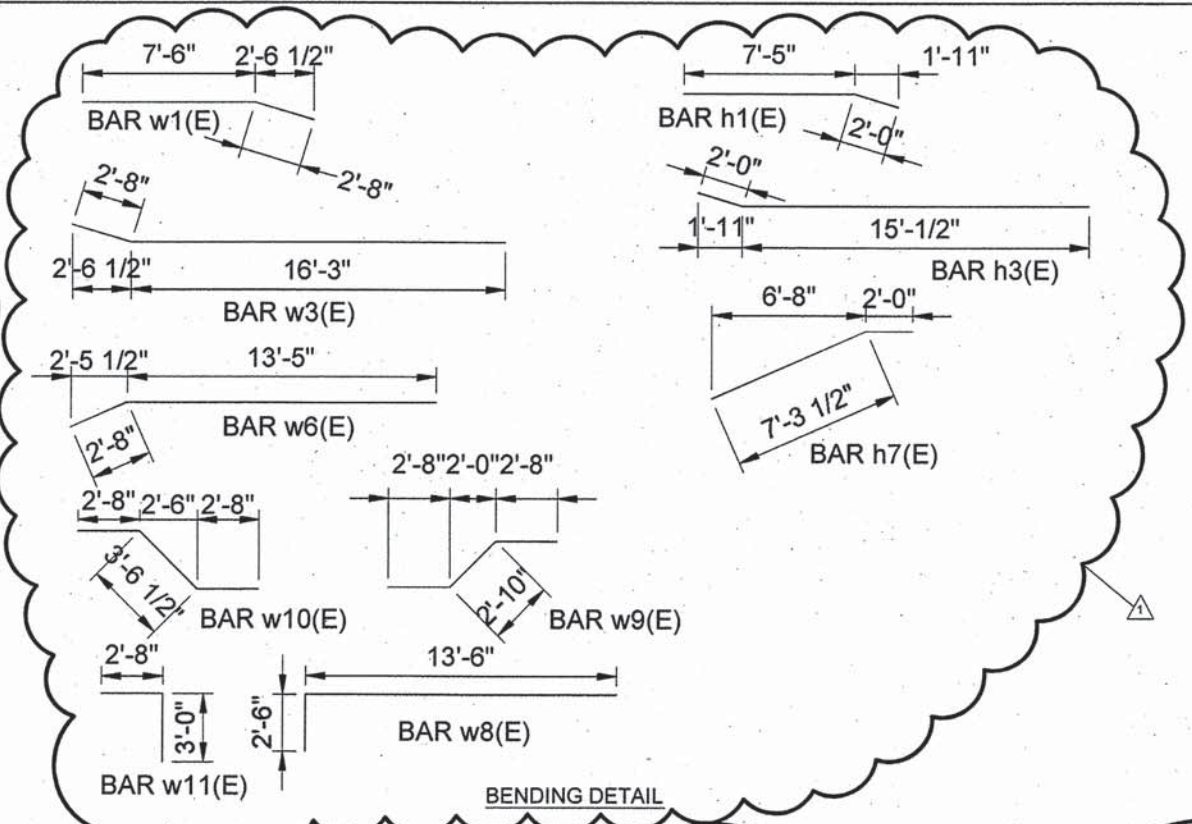 7'-6" 2'-6 1/2"
BAR w1(E)
2'-8"
7'-5" 1'-11"
BAR h1(E)
2'-0"
2'-8"
2'-6 1/2" 16'-3"
BAR w3(E)
2'-0"
1'-11" 15'-1/2"
BAR h3(E)
2'-5 1/2" 13'-5"
BAR w6(E)
2'-8"
6'-8" 2'-0"
7'-3 1/2"
BAR h7(E)
2'-8" 2'-6" 2'-8"
3'-6 1/2"
BAR w10(E)
2'-8" 2'-0" 2'-8"
2'-10"
BAR w9(E)
1
2'-8"
3'-0"
BAR w11(E)
13'-6"
2'-6"
BAR w8(E)
BENDING DETAIL